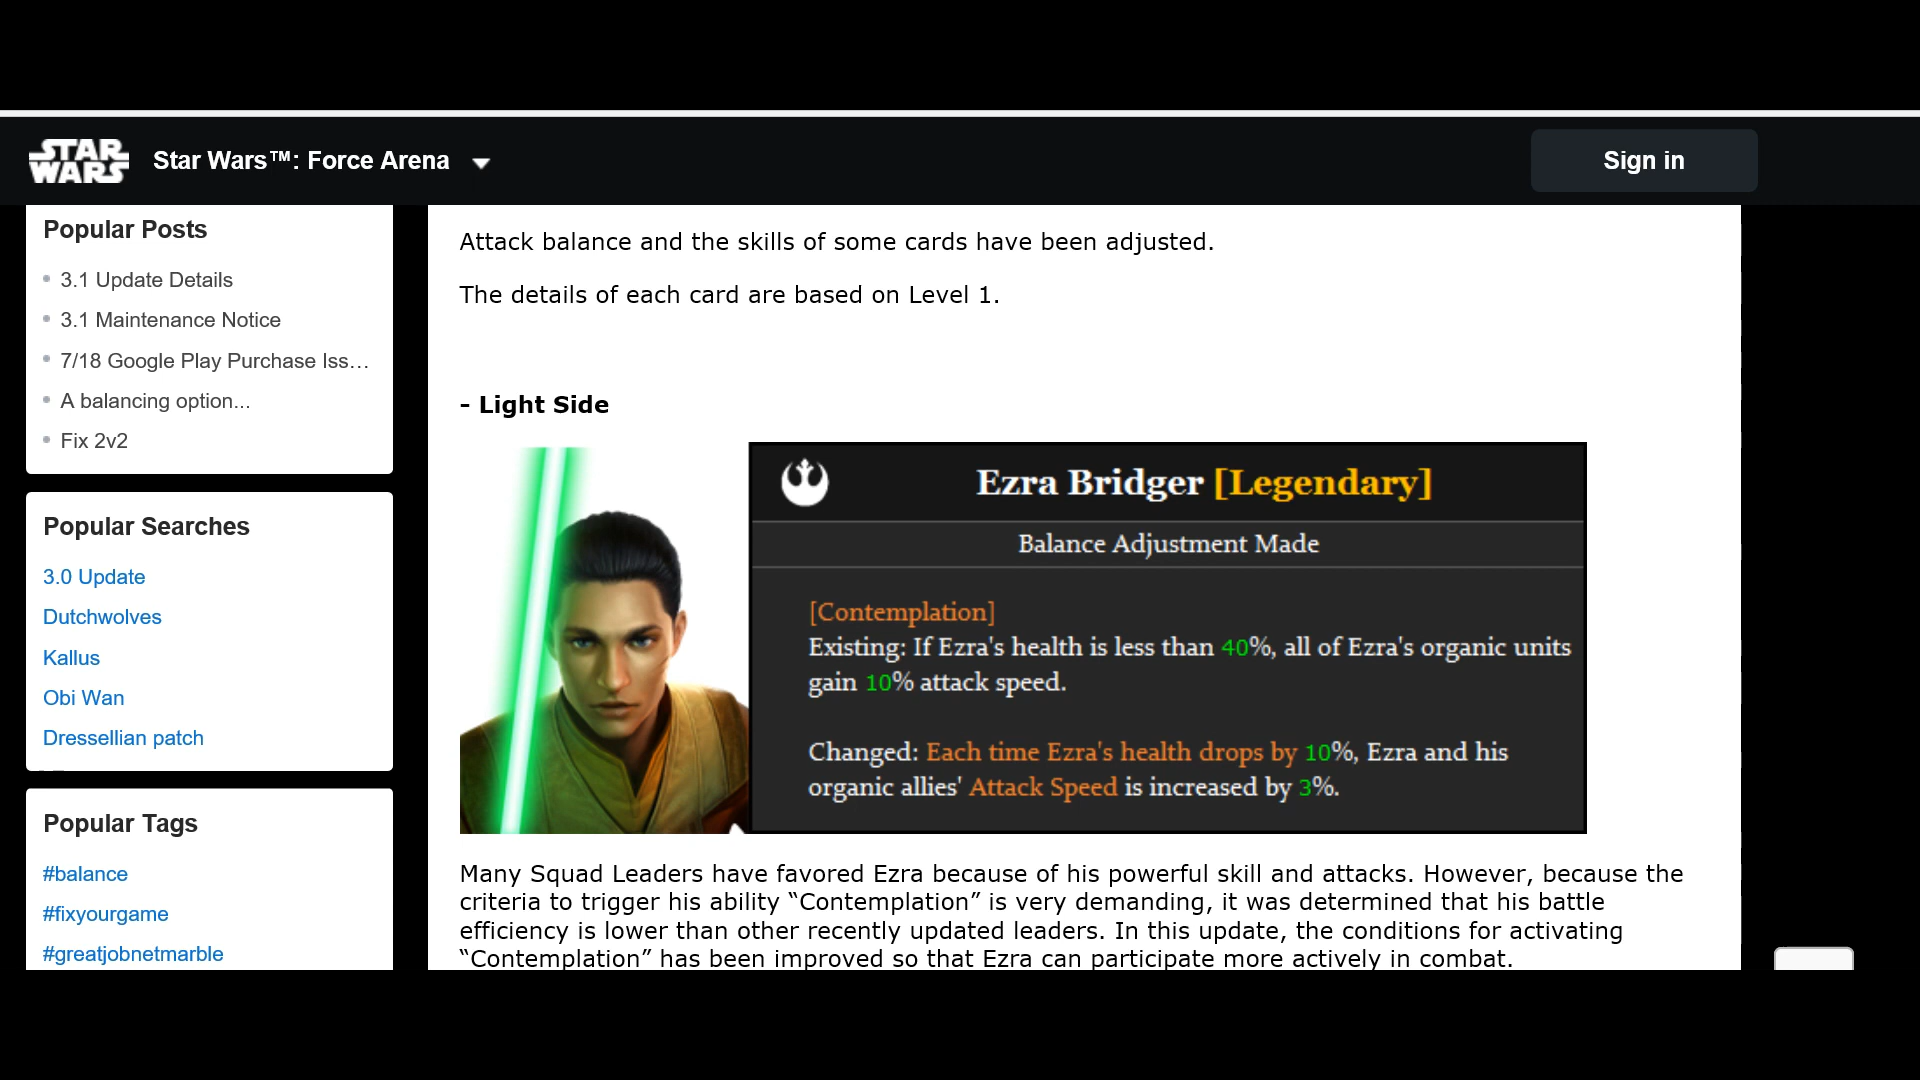 STAR
WARS
Star Wars™: Force Arena
Sign in
Popular Posts
3.1 Update Details
3.1 Maintenance Notice
7/18 Google Play Purchase Iss...
A balancing option...
Fix 2v2
Popular Searches
3.0 Update
Dutchwolves
Kallus
Obi Wan
Dressellian patch
Popular Tags
#balance
#fixyourgame
#greatjobnetmarble
Attack balance and the skills of some cards have been adjusted.
The details of each card are based on Level 1.
- Light Side
Ezra Bridger [Legendary]
Balance Adjustment Made
[Contemplation]
Existing: If Ezra's health is less than 40%, all of Ezra's organic units
gain 10% attack speed.
Changed: Each time Ezra's health drops by 10%, Ezra and his
organic allies' Attack Speed is increased by 3%.
Many Squad Leaders have favored Ezra because of his powerful skill and attacks. However, because the
criteria to trigger his ability “Contemplation” is very demanding, it was determined that his battle
efficiency is lower than other recently updated leaders. In this update, the conditions for activating
“Contemplation” has been improved so that Ezra can participate more actively in combat.